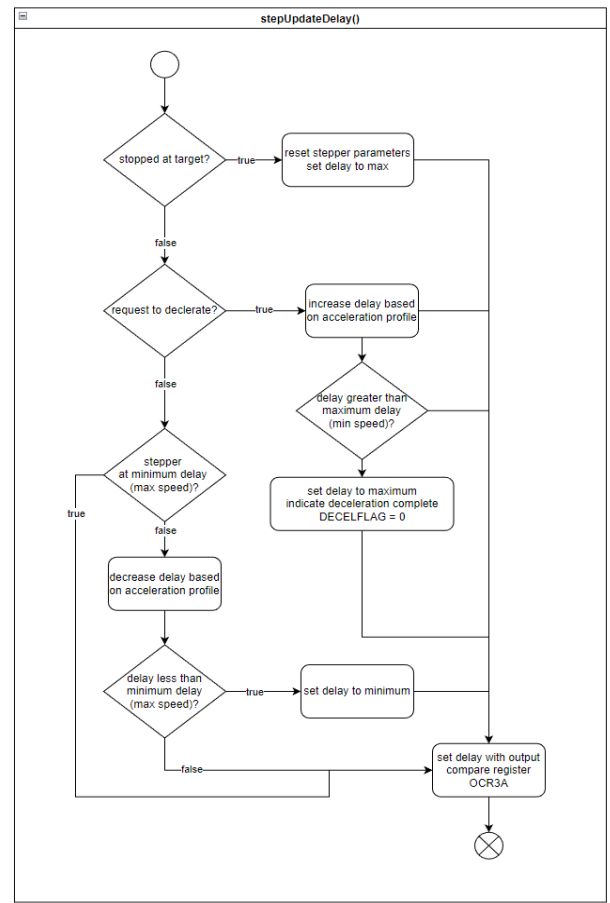 stepUpdateDelay()
stopped at target?
true
reset stepper parameters
set delay to max
false
request to declerate?
true
increase delay based
on acceleration profile
false
delay greater than
maximum delay
(min speed)?
stepper
at minimum delay
(max speed)?
true
set delay to maximum
indicate deceleration complete
DECELFLAG = 0
false
decrease delay based
on acceleration profile
delay less than
minimum delay
(max speed)?
true
set delay to minimum
false
set delay with output
compare register
OCR3A